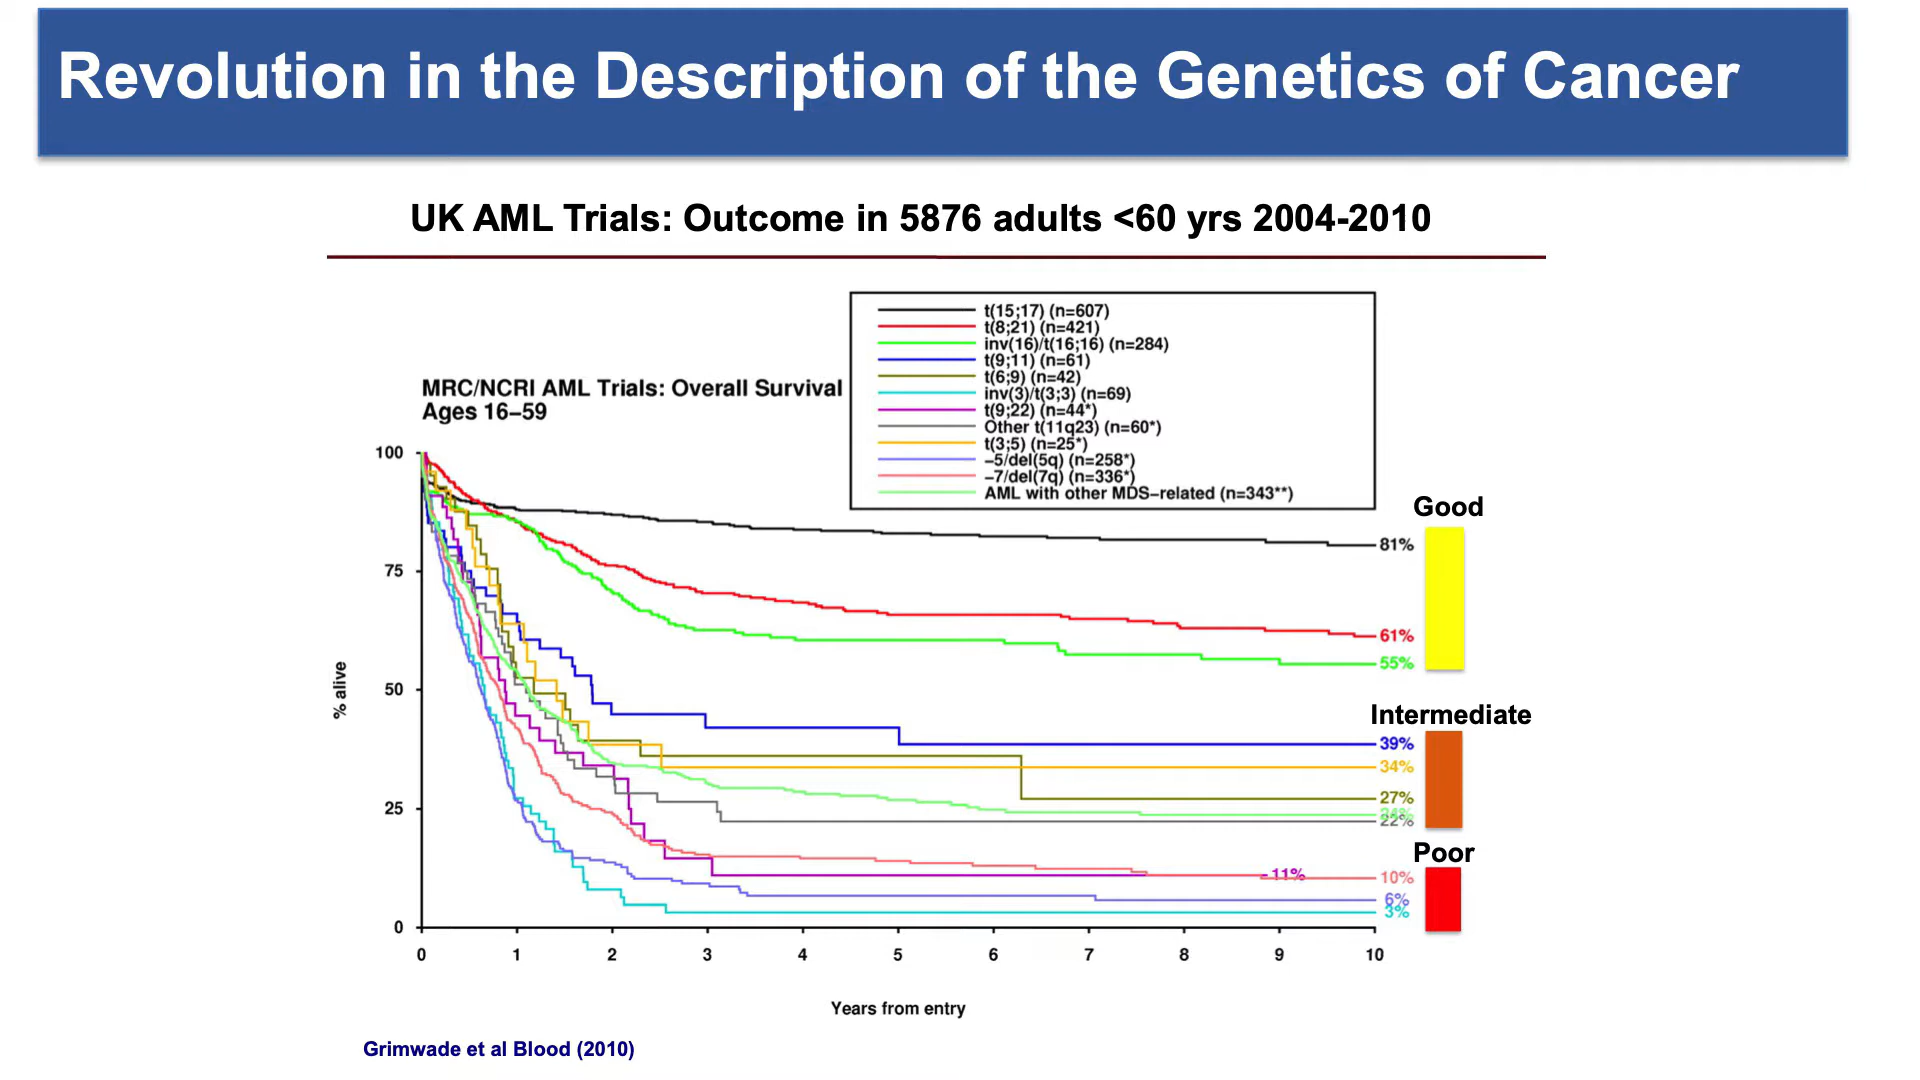 Revolution in the Description of the Genetics of Cancer
UK AML Trials: Outcome in 5876 adults <60 yrs 2004-2010
t(15;17) (n=607)
t(8;21) (n=421)
inv(16)/t(16;16) (n=284)
t(9;11) (n=61)
t(6;9) (n=42)
inv(3)/t(3;3) (n=69)
t(9;22) (n=44*)
Other t(11q23) (n=60*)
t(3;5) (n=25*)
−5/del(5q) (n=258*)
−7/del(7q) (n=336*)
AML with other MDS−related (n=343**)
MRC/NCRI AML Trials: Overall Survival
Ages 16−59
100
75
50
25
0
% alive
Good
81%
61%
55%
Intermediate
39%
34%
27%
24%
22%
Poor
11%
10%
6%
3%
0 1 2 3 4 5 6 7 8 9 10
Years from entry
Grimwade et al Blood (2010)